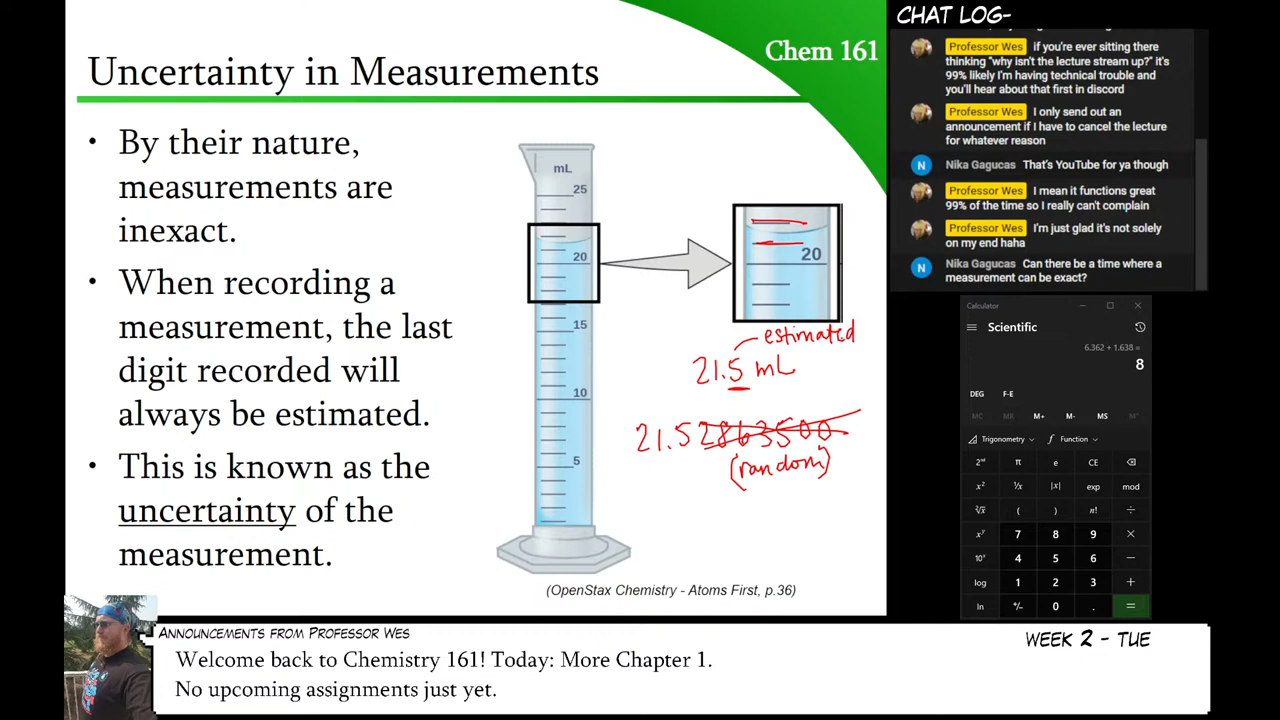 Uncertainty in Measurements
Chem 161
• By their nature,
measurements are
inexact.
• When recording a
measurement, the last
digit recorded will
always be estimated.
• This is known as the
uncertainty of the
measurement.
mL
25
20
15
10
5
20
estimated
21.5 mL
21.52863500
(random)
(OpenStax Chemistry - Atoms First, p.36)
CHAT LOG-
Professor Wes if you're ever sitting there
thinking "why isn't the lecture stream up?" it's
99% likely I'm having technical trouble and
you'll hear about that first in discord
Professor Wes I only send out an
announcement if I have to cancel the lecture
for whatever reason
N Nika Gagucas That's YouTube for ya though
Professor Wes I mean it functions great
99% of the time so I really can't complain
Professor Wes I'm just glad it's not solely
on my end haha
N Nika Gagucas Can there be a time where a
measurement can be exact?
Calculator
Scientific
6.362 + 1.638 =
8
DEG F-E
MC MR M+ M- MS M˅
Trigonometry Function
2ⁿᵈ π e CE
x² ¹/x |x| exp mod
²√x ( ) n! ÷
xʸ 7 8 9 ×
10ˣ 4 5 6 −
log 1 2 3 +
ln +/− 0 . =
ANNOUNCEMENTS FROM PROFESSOR WES
WEEK 2 - TUE
Welcome back to Chemistry 161! Today: More Chapter 1.
No upcoming assignments just yet.